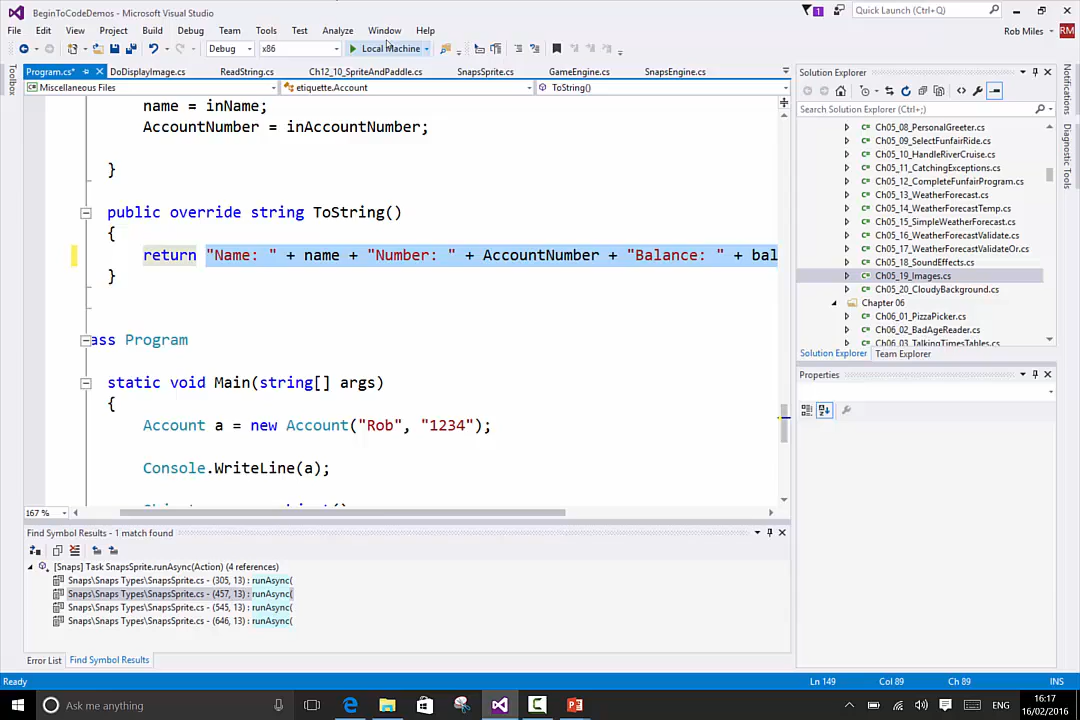 BeginToCodeDemos - Microsoft Visual Studio
1
Quick Launch (Ctrl+Q)
File Edit View Project Build Debug Team Tools Test Analyze Window Help
Rob Miles
RM
Debug x86 Local Machine
Program.cs* DoDisplayImage.cs ReadString.cs Ch12_10_SpriteAndPaddle.cs SnapsSprite.cs GameEngine.cs SnapsEngine.cs
Miscellaneous Files etiquette.Account ToString()
Toolbox
name = inName;
AccountNumber = inAccountNumber;
}
public override string ToString()
{
return "Name: " + name + "Number: " + AccountNumber + "Balance: " + bal
}
ass Program
static void Main(string[] args)
{
Account a = new Account("Rob", "1234");
Console.WriteLine(a);
167 %
Solution Explorer
Search Solution Explorer (Ctrl+;)
Ch05_08_PersonalGreeter.cs
Ch05_09_SelectFunfairRide.cs
Ch05_10_HandleRiverCruise.cs
Ch05_11_CatchingExceptions.cs
Ch05_12_CompleteFunfairProgram.cs
Ch05_13_WeatherForecast.cs
Ch05_14_WeatherForecastTemp.cs
Ch05_15_SimpleWeatherForecast.cs
Ch05_16_WeatherForecastValidate.cs
Ch05_17_WeatherForecastValidateOr.cs
Ch05_18_SoundEffects.cs
Ch05_19_Images.cs
Ch05_20_CloudyBackground.cs
Chapter 06
Ch06_01_PizzaPicker.cs
Ch06_02_BadAgeReader.cs
Ch06_03_TalkingTimesTables.cs
Solution Explorer Team Explorer
Properties
Notifications
Diagnostic Tools
Find Symbol Results - 1 match found
[Snaps] Task SnapsSprite.runAsync(Action) (4 references)
Snaps\Snaps Types\SnapsSprite.cs - (305, 13) : runAsync(
Snaps\Snaps Types\SnapsSprite.cs - (457, 13) : runAsync(
Snaps\Snaps Types\SnapsSprite.cs - (545, 13) : runAsync(
Snaps\Snaps Types\SnapsSprite.cs - (646, 13) : runAsync(
Error List Find Symbol Results
Ready Ln 149 Col 89 Ch 89 INS
Ask me anything
ENG
16:17
16/02/2016